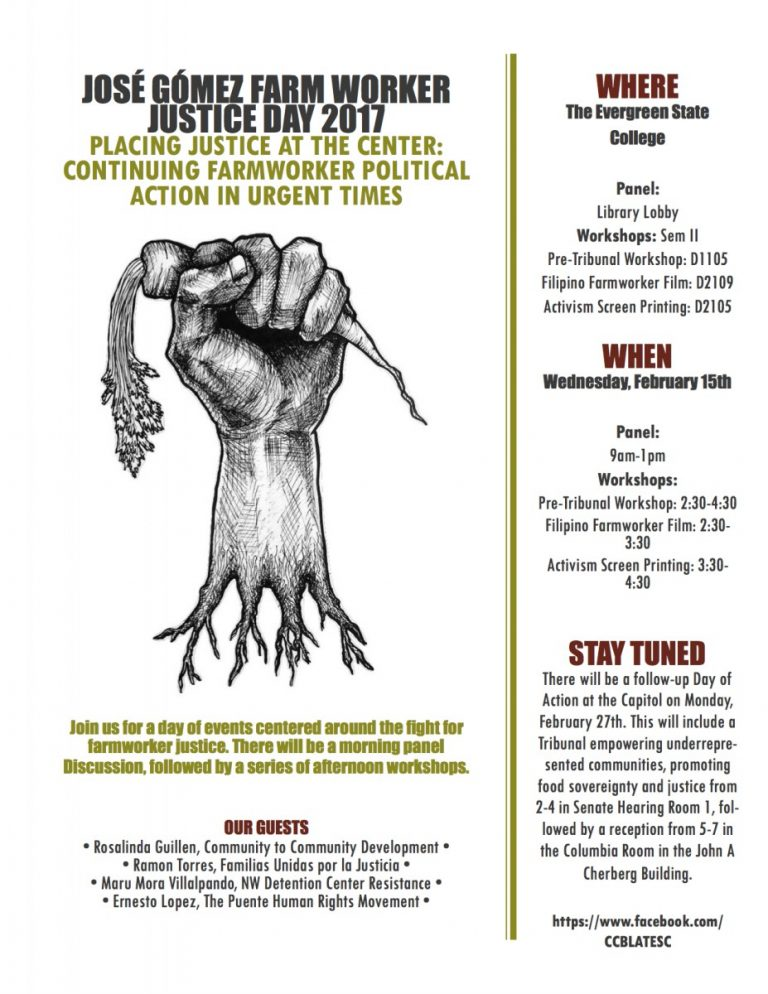 JOSÉ GÓMEZ FARM WORKER
JUSTICE DAY 2017
PLACING JUSTICE AT THE CENTER:
CONTINUING FARMWORKER POLITICAL
ACTION IN URGENT TIMES
Join us for a day of events centered around the fight for
farmworker justice. There will be a morning panel
Discussion, followed by a series of afternoon workshops.
OUR GUESTS
• Rosalinda Guillen, Community to Community Development •
• Ramon Torres, Familias Unidas por la Justicia •
• Maru Mora Villalpando, NW Detention Center Resistance •
• Ernesto Lopez, The Puente Human Rights Movement •
WHERE
The Evergreen State
College
Panel:
Library Lobby
Workshops: Sem II
Pre-Tribunal Workshop: D1105
Filipino Farmworker Film: D2109
Activism Screen Printing: D2105
WHEN
Wednesday, February 15th
Panel:
9am-1pm
Workshops:
Pre-Tribunal Workshop: 2:30-4:30
Filipino Farmworker Film: 2:30-
3:30
Activism Screen Printing: 3:30-
4:30
STAY TUNED
There will be a follow-up Day of
Action at the Capitol on Monday,
February 27th. This will include a
Tribunal empowering underrepre-
sented communities, promoting
food sovereignty and justice from
2-4 in Senate Hearing Room 1, fol-
lowed by a reception from 5-7 in
the Columbia Room in the John A
Cherberg Building.
https://www.facebook.com/
CCBLATESC